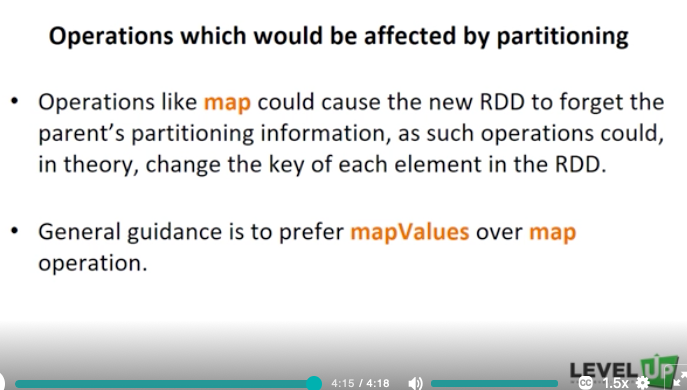 Operations which would be affected by partitioning
• Operations like map could cause the new RDD to forget the
parent's partitioning information, as such operations could,
in theory, change the key of each element in the RDD.
• General guidance is to prefer mapValues over map
operation.
LEVEL UP
4:15 / 4:18 CC 1.5x